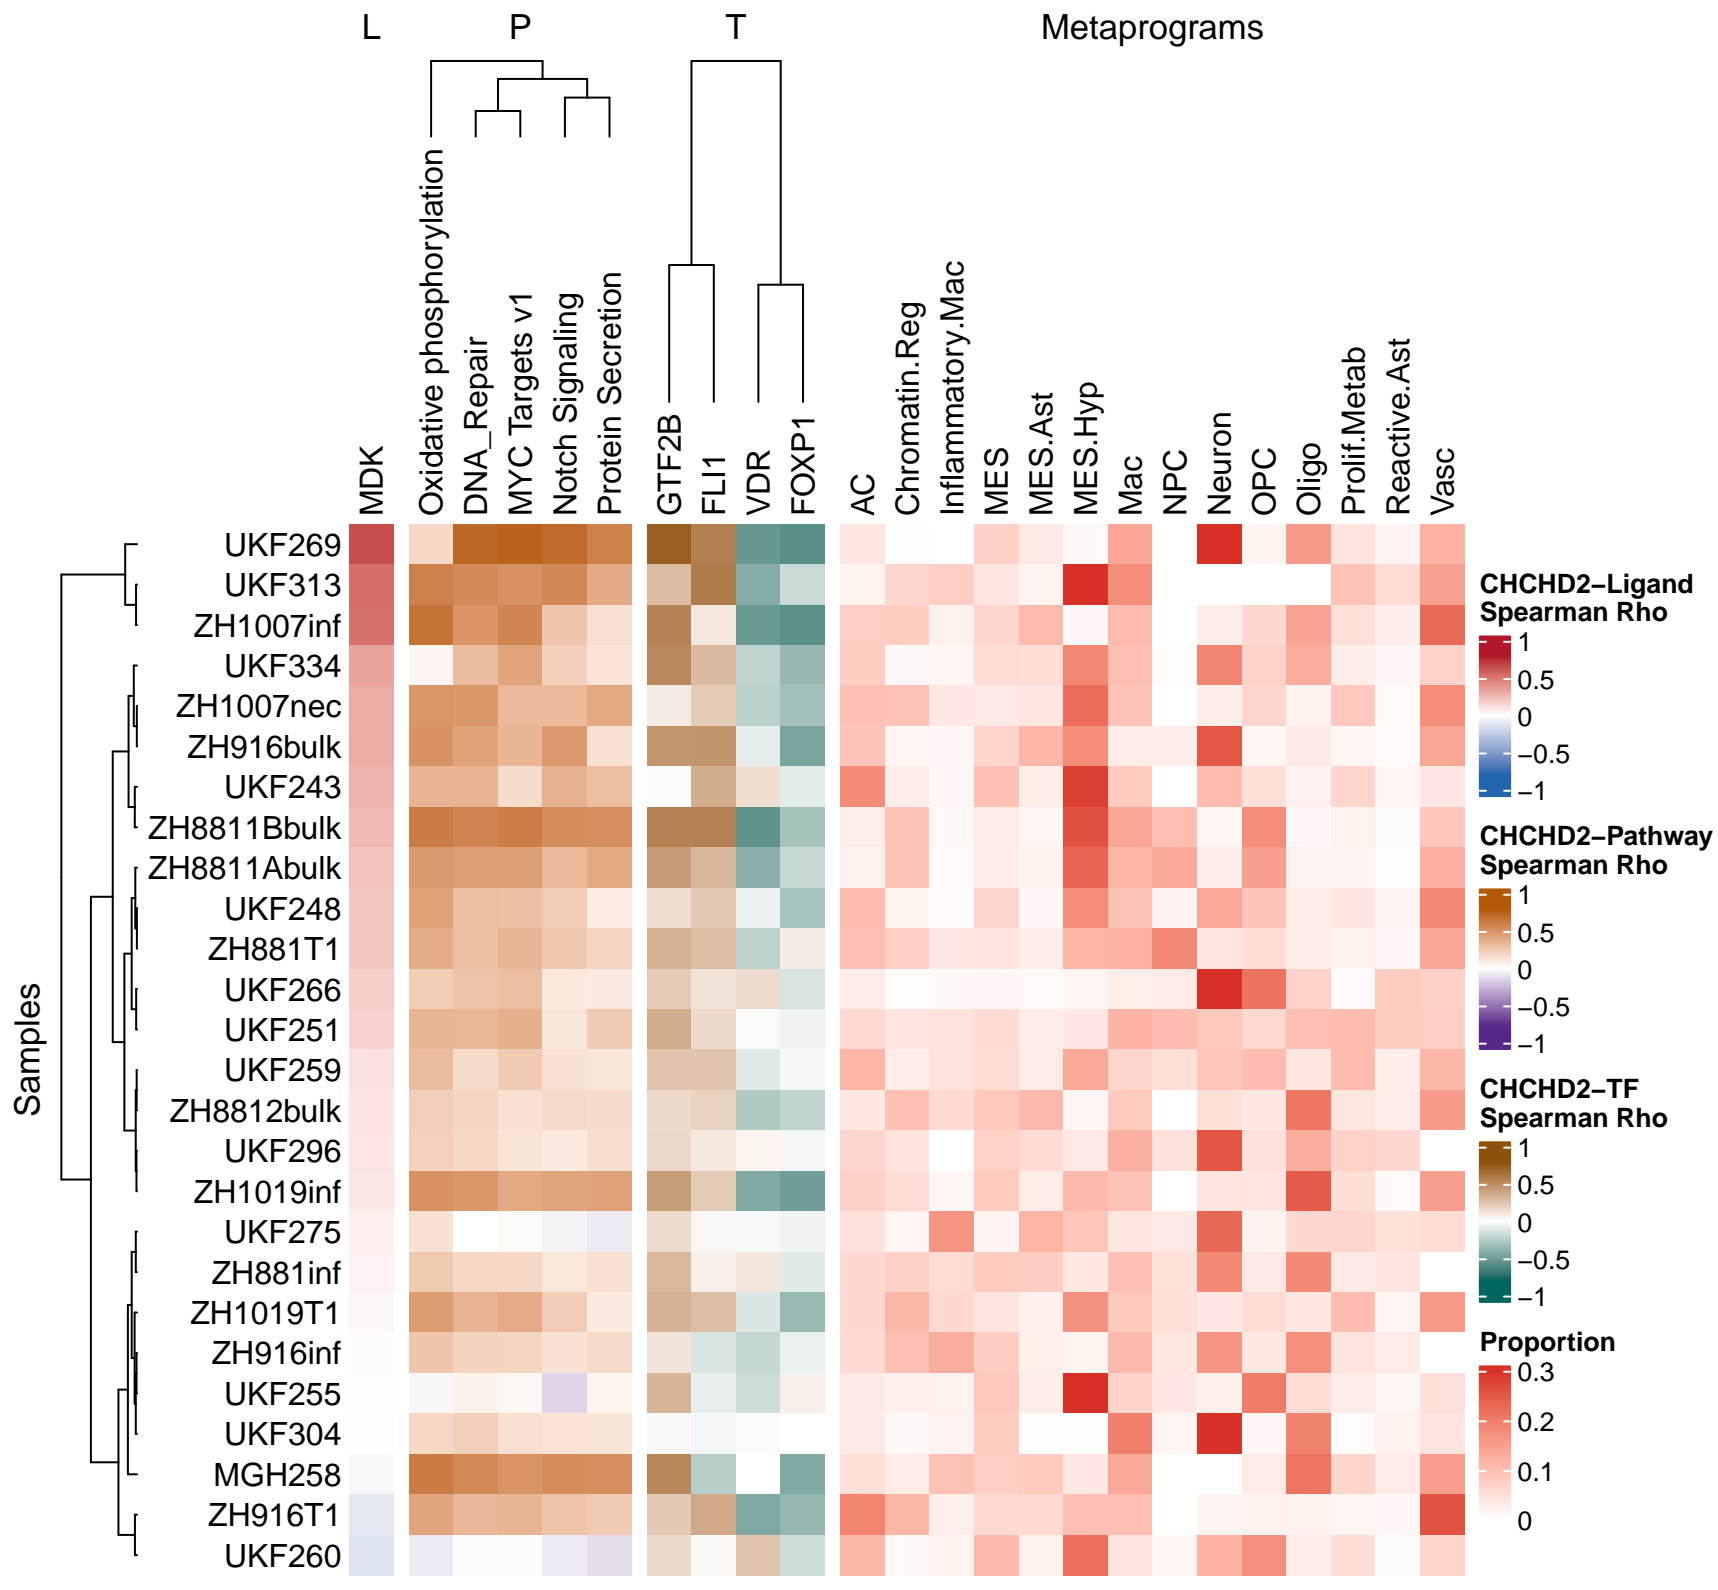 L P T Metaprograms
Oxidative phosphorylation
DNA_Repair
MYC Targets v1
Notch Signaling
Protein Secretion
MDK
GTF2B
FLI1
VDR
FOXP1
AC
Chromatin.Reg
Inflammatory.Mac
MES
MES.Ast
MES.Hyp
Mac
NPC
Neuron
OPC
Oligo
Prolif.Metab
Reactive.Ast
Vasc
Samples
UKF269
UKF313
ZH1007inf
UKF334
ZH1007nec
ZH916bulk
UKF243
ZH8811Bbulk
ZH8811Abulk
UKF248
ZH881T1
UKF266
UKF251
UKF259
ZH8812bulk
UKF296
ZH1019inf
UKF275
ZH881inf
ZH1019T1
ZH916inf
UKF255
UKF304
MGH258
ZH916T1
UKF260
CHCHD2−Ligand
Spearman Rho
1
0.5
0
−0.5
−1
CHCHD2−Pathway
Spearman Rho
1
0.5
0
−0.5
−1
CHCHD2−TF
Spearman Rho
1
0.5
0
−0.5
−1
Proportion
0.3
0.2
0.1
0